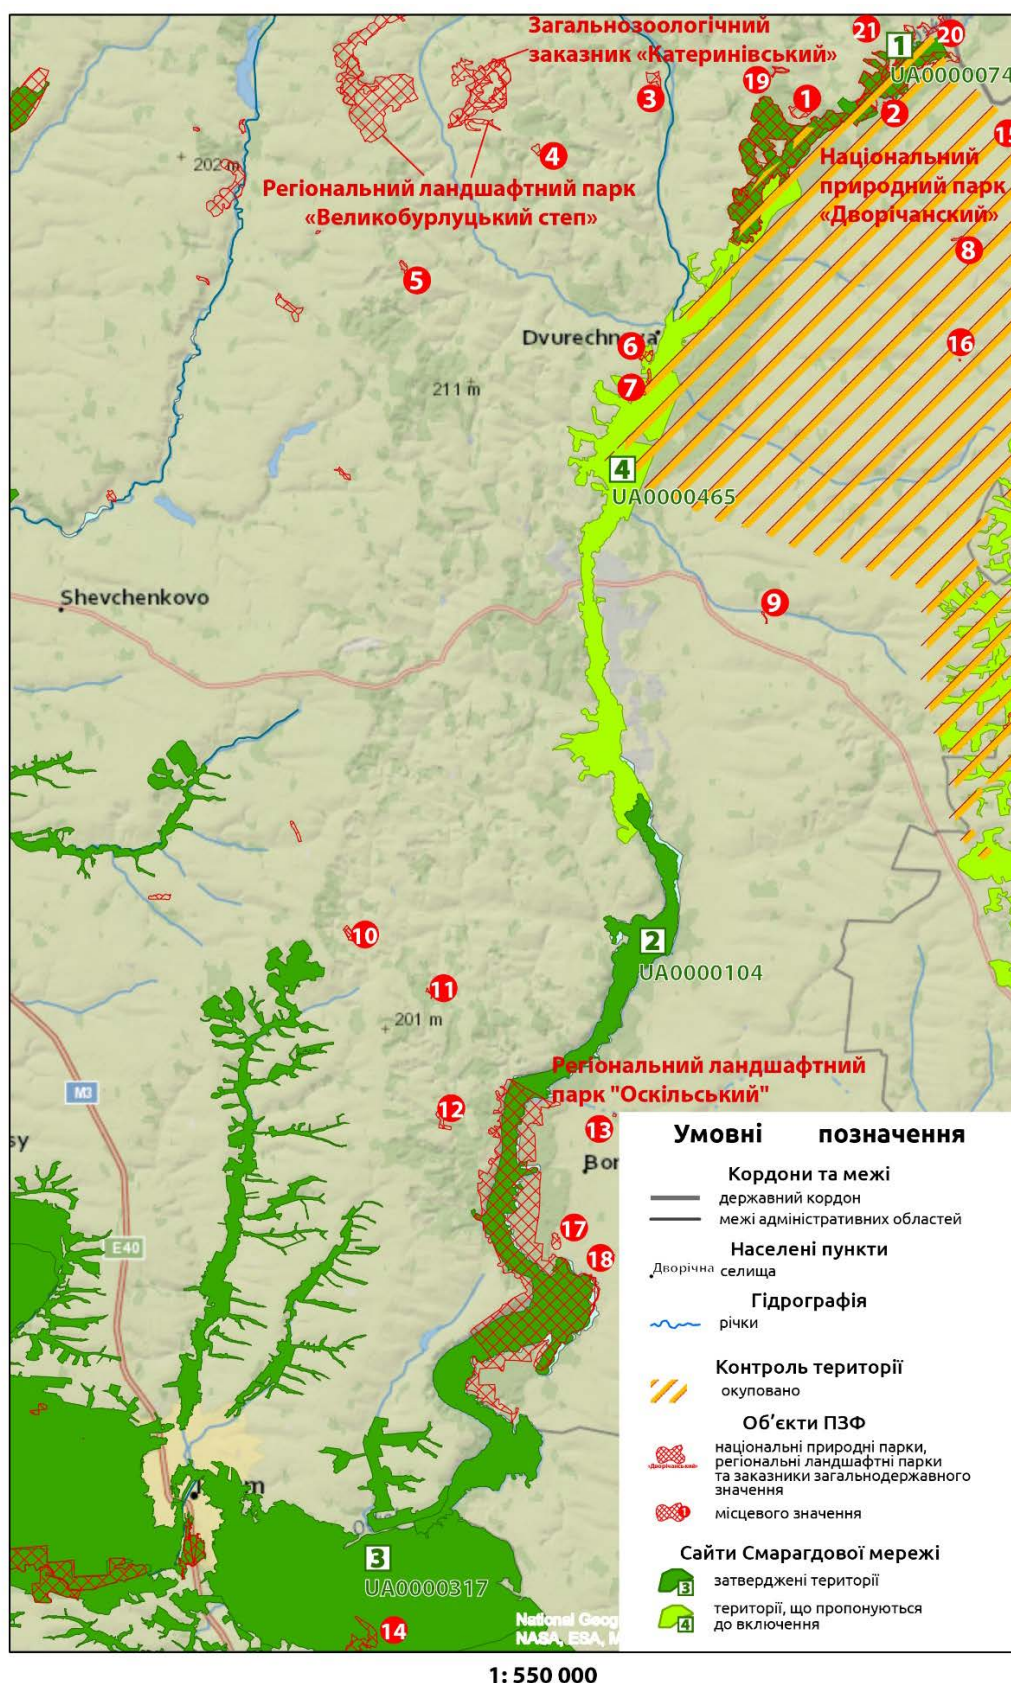 Загальнозоологічний
заказник «Катеринівський»
21
1
20
UA0000074
3
19
1
2
15
4
202 m
Національний
природний парк
«Дворічанский»
Регіональний ландшафтний парк
«Великобурлуцький степ»
8
5
6
16
7
211 m
4
UA0000465
Shevchenkovo
9
10
2
UA0000104
11
201 m
Регіональний ландшафтний
парк "Оскільський"
M3
12
13
17
18
E40
3
UA0000317
14
Умовні позначення
Кордони та межі
державний кордон
межі адміністративних областей
Населені пункти
Дворічна селища
Гідрографія
річки
Контроль території
окуповано
Об’єкти ПЗФ
національні природні парки,
регіональні ландшафтні парки
та заказники загальнодержавного
значення
«Дворічанський»
1
місцевого значення
Сайти Смарагдової мережі
3
затверджені території
4
території, що пропонуються
до включення
National Geog
NASA, ESA, M
1: 550 000